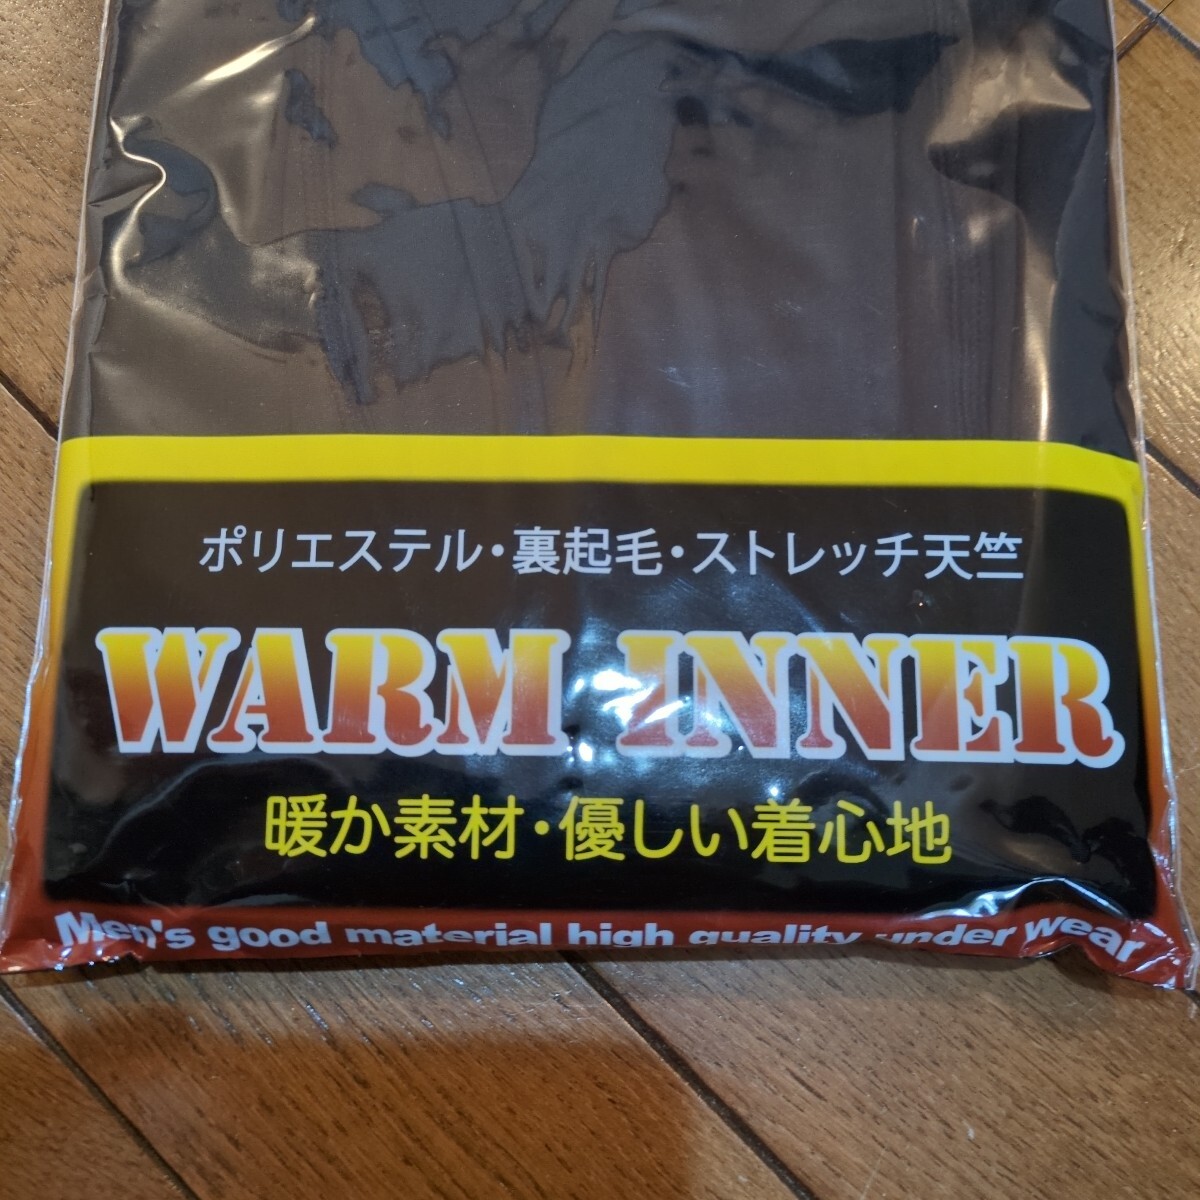 ポリエステル・裏起毛・ストレッチ天竺
WARM INNER
暖か素材・優しい着心地
Men's good material high quality under wear